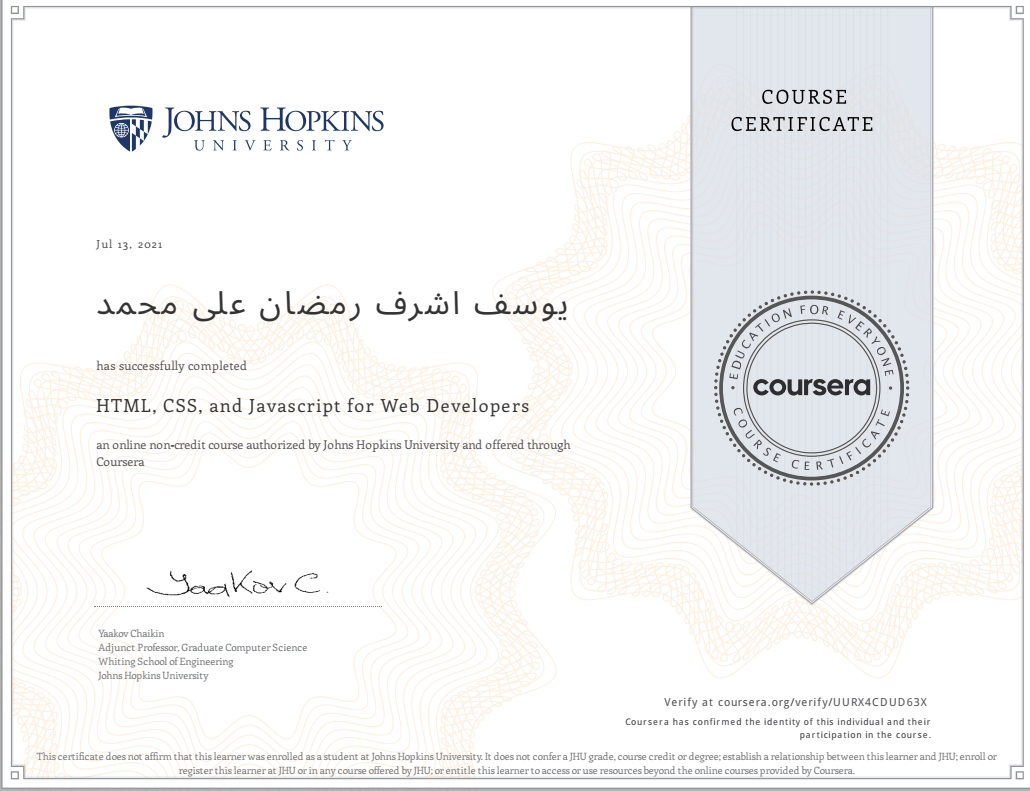 JOHNS HOPKINS
UNIVERSITY
COURSE
CERTIFICATE
Jul 13, 2021
يوسف اشرف رمضان على محمد
has successfully completed
HTML, CSS, and Javascript for Web Developers
an online non-credit course authorized by Johns Hopkins University and offered through
Coursera
EDUCATION FOR EVERYONE
coursera
COURSE CERTIFICATE
Yaakov C.
Yaakov Chaikin
Adjunct Professor, Graduate Computer Science
Whiting School of Engineering
Johns Hopkins University
Verify at coursera.org/verify/UURX4CDUD63X
Coursera has confirmed the identity of this individual and their
participation in the course.
This certificate does not affirm that this learner was enrolled as a student at Johns Hopkins University. It does not confer a JHU grade, course credit or degree; establish a relationship between this learner and JHU; enroll or
register this learner at JHU or in any course offered by JHU; or entitle this learner to access or use resources beyond the online courses provided by Coursera.